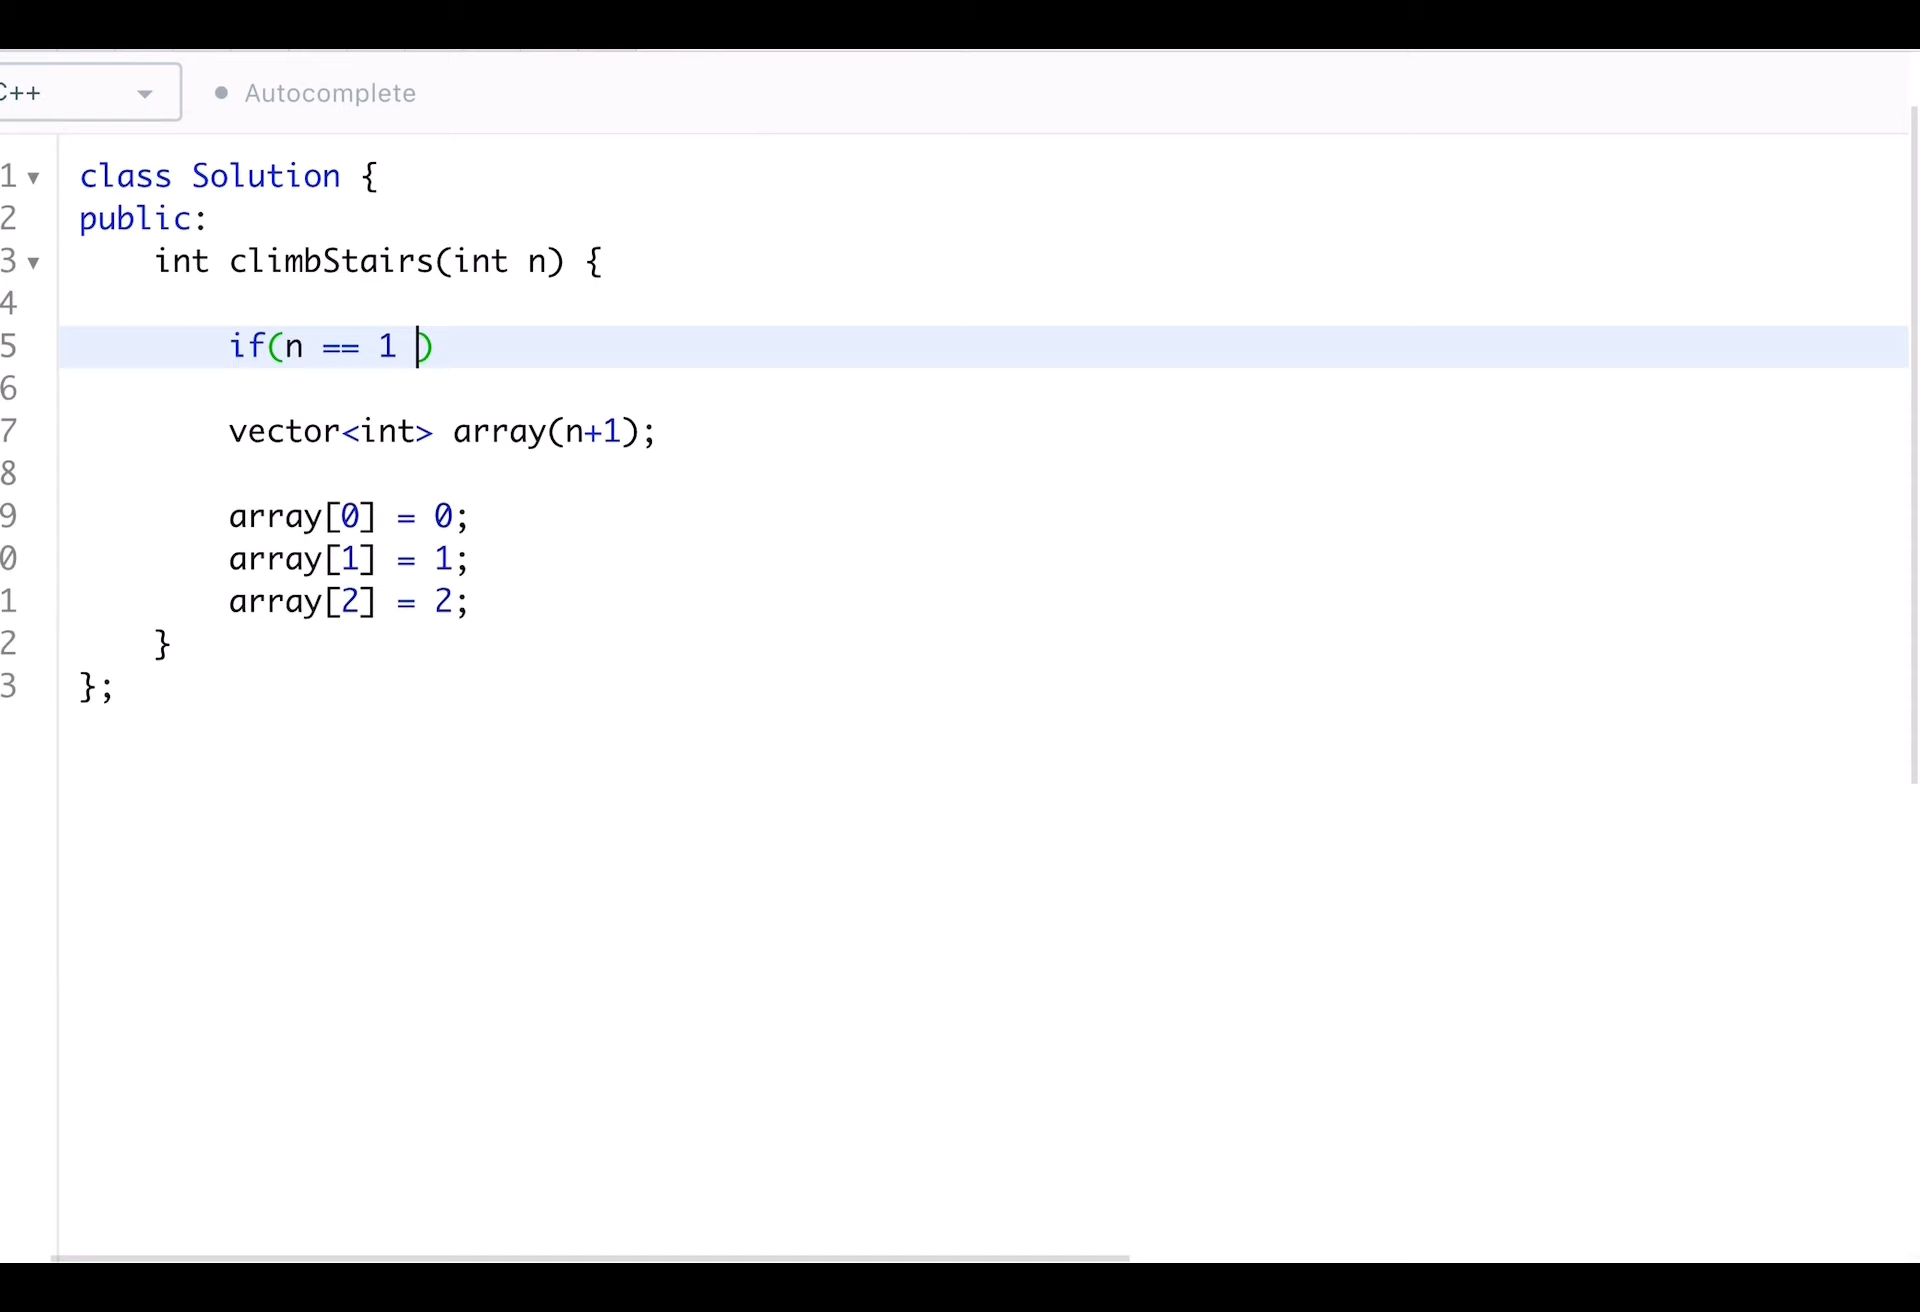 C++ Autocomplete
1 class Solution {
2 public:
3 int climbStairs(int n) {
4
5 if(n == 1 )
6
7 vector<int> array(n+1);
8
9 array[0] = 0;
0 array[1] = 1;
1 array[2] = 2;
2 }
3 };